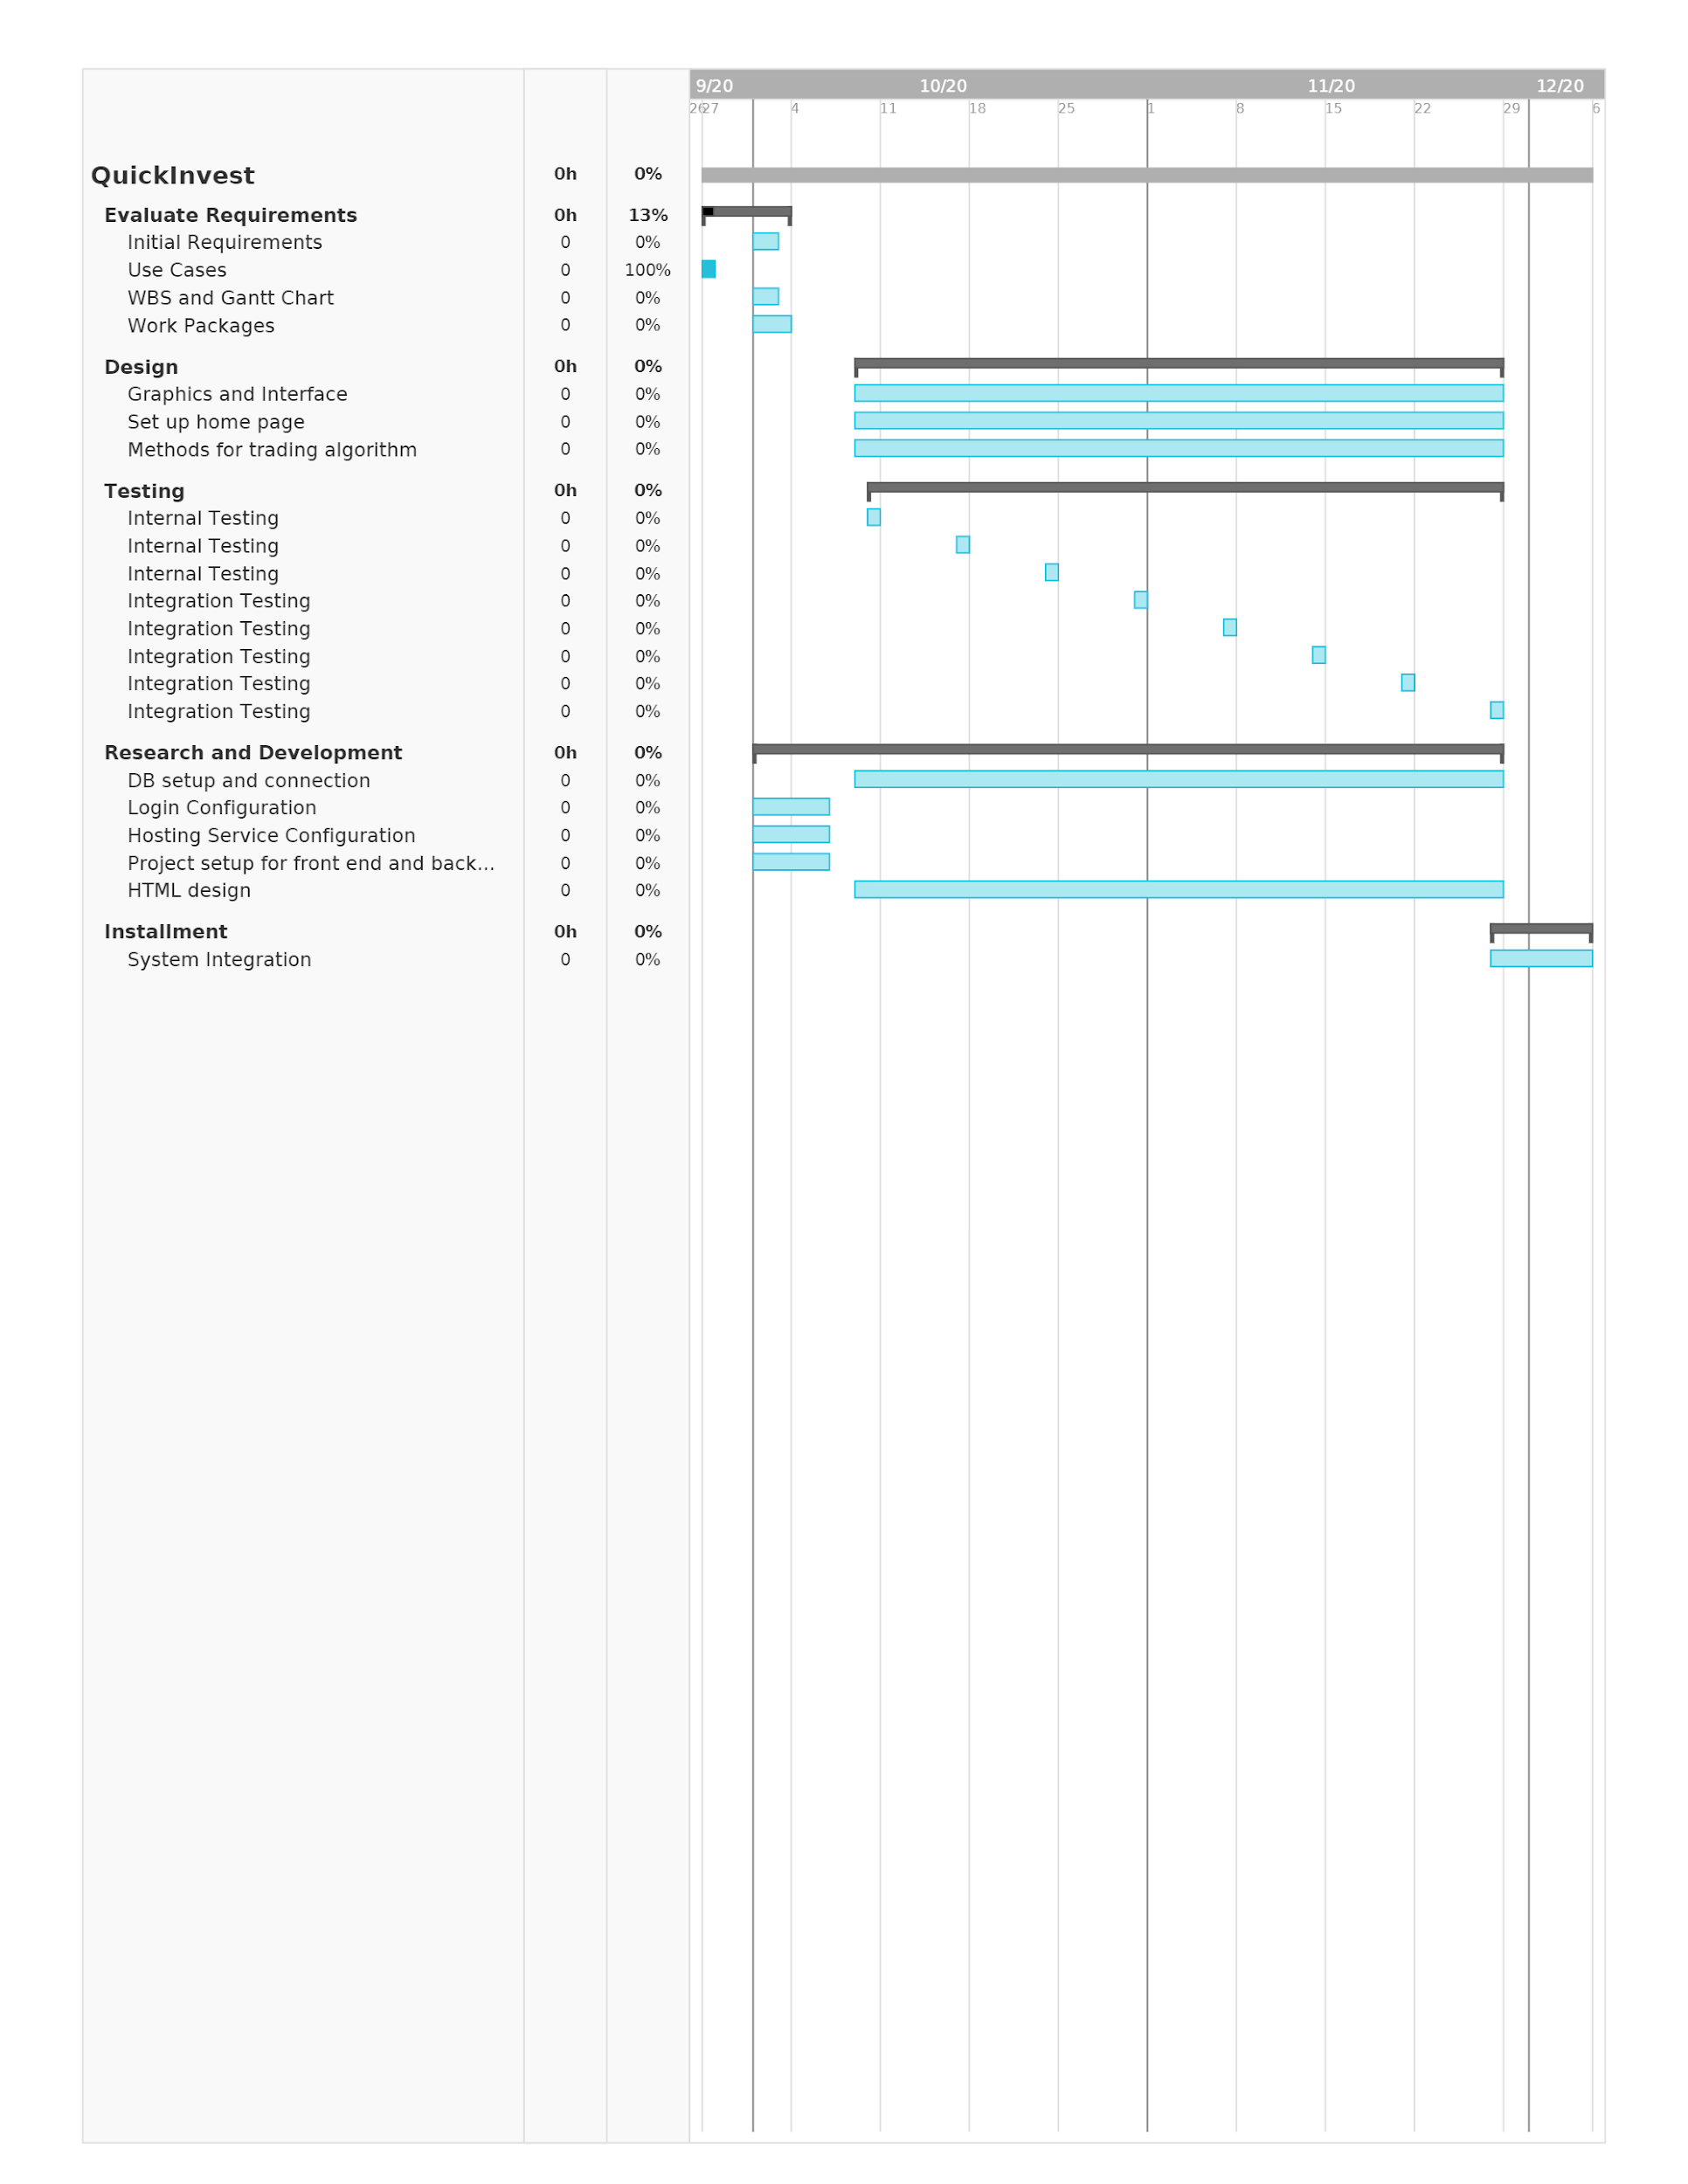 9/20 10/20 11/20 12/20
26 27 4 11 18 25 1 8 15 22 29 6
QuickInvest 0h 0%
Evaluate Requirements 0h 13%
Initial Requirements 0 0%
Use Cases 0 100%
WBS and Gantt Chart 0 0%
Work Packages 0 0%
Design 0h 0%
Graphics and Interface 0 0%
Set up home page 0 0%
Methods for trading algorithm 0 0%
Testing 0h 0%
Internal Testing 0 0%
Internal Testing 0 0%
Internal Testing 0 0%
Integration Testing 0 0%
Integration Testing 0 0%
Integration Testing 0 0%
Integration Testing 0 0%
Integration Testing 0 0%
Research and Development 0h 0%
DB setup and connection 0 0%
Login Configuration 0 0%
Hosting Service Configuration 0 0%
Project setup for front end and back... 0 0%
HTML design 0 0%
Installment 0h 0%
System Integration 0 0%